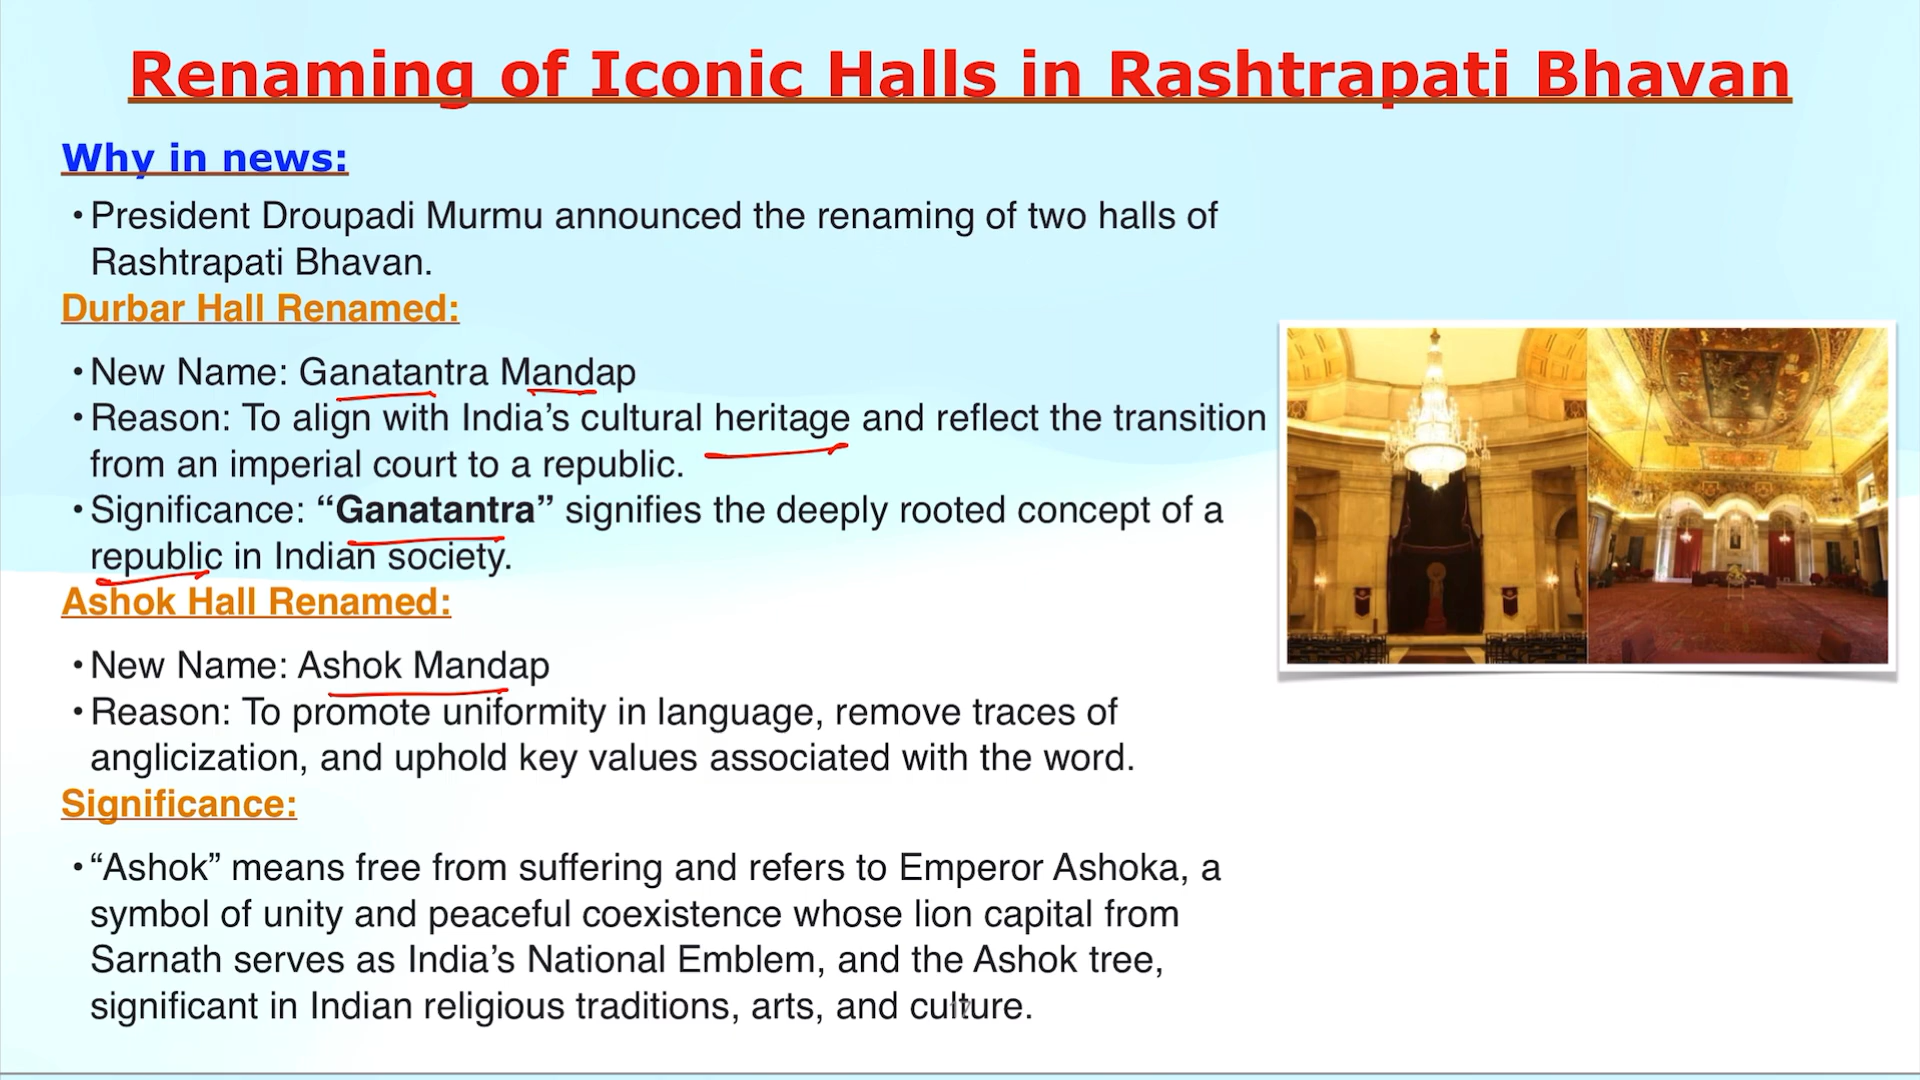 Renaming of Iconic Halls in Rashtrapati Bhavan
Why in news:
• President Droupadi Murmu announced the renaming of two halls of
Rashtrapati Bhavan.
Durbar Hall Renamed:
• New Name: Ganatantra Mandap
• Reason: To align with India’s cultural heritage and reflect the transition
from an imperial court to a republic.
• Significance: “Ganatantra” signifies the deeply rooted concept of a
republic in Indian society.
Ashok Hall Renamed:
• New Name: Ashok Mandap
• Reason: To promote uniformity in language, remove traces of
anglicization, and uphold key values associated with the word.
Significance:
• “Ashok” means free from suffering and refers to Emperor Ashoka, a
symbol of unity and peaceful coexistence whose lion capital from
Sarnath serves as India’s National Emblem, and the Ashok tree,
significant in Indian religious traditions, arts, and culture.